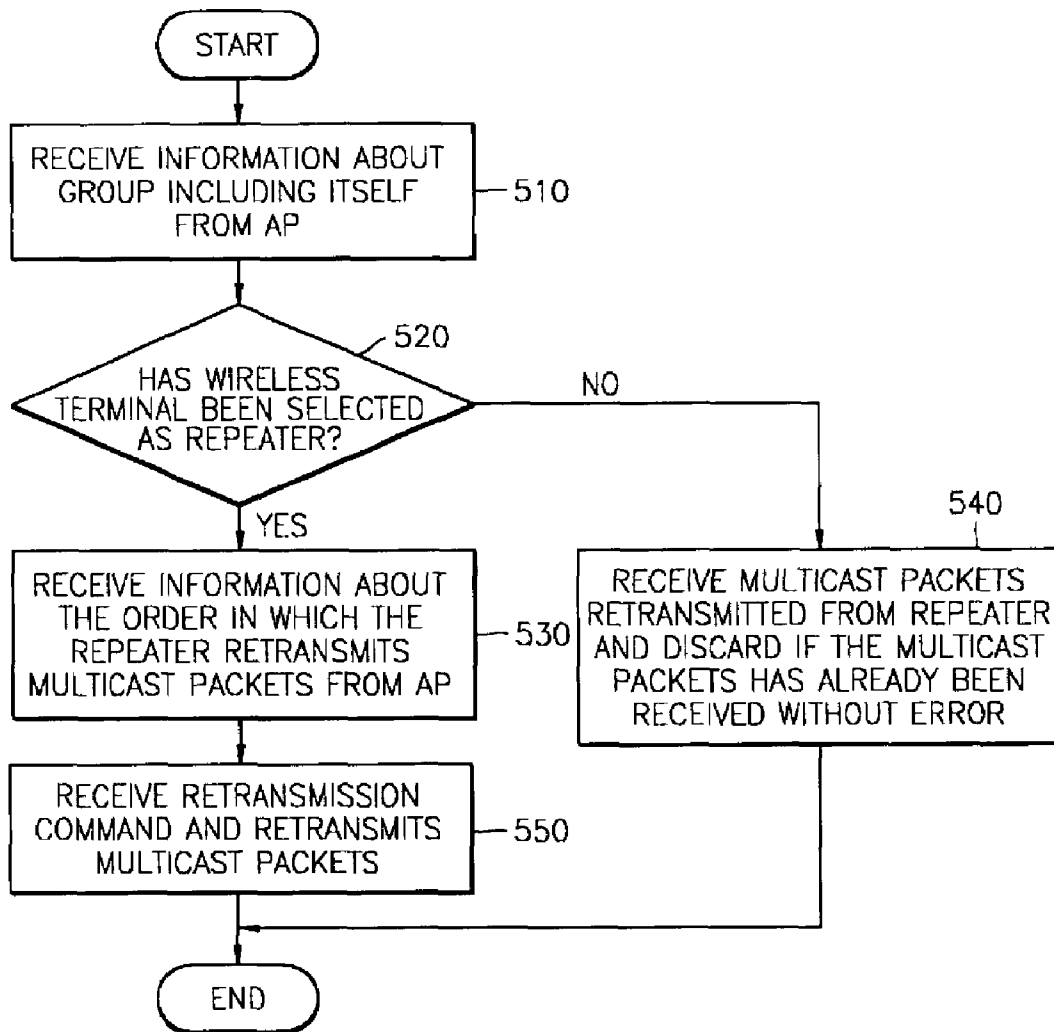 START
RECEIVE INFORMATION ABOUT
GROUP INCLUDING ITSELF
FROM AP
510
520
HAS WIRELESS
TERMINAL BEEN SELECTED
AS REPEATER?
NO
YES
540
RECEIVE INFORMATION ABOUT
THE ORDER IN WHICH THE
REPEATER RETRANSMITS
MULTICAST PACKETS FROM AP
530
RECEIVE MULTICAST PACKETS
RETRANSMITTED FROM REPEATER
AND DISCARD IF THE MULTICAST
PACKETS HAS ALREADY BEEN
RECEIVED WITHOUT ERROR
RECEIVE RETRANSMISSION
COMMAND AND RETRANSMITS
MULTICAST PACKETS
550
END